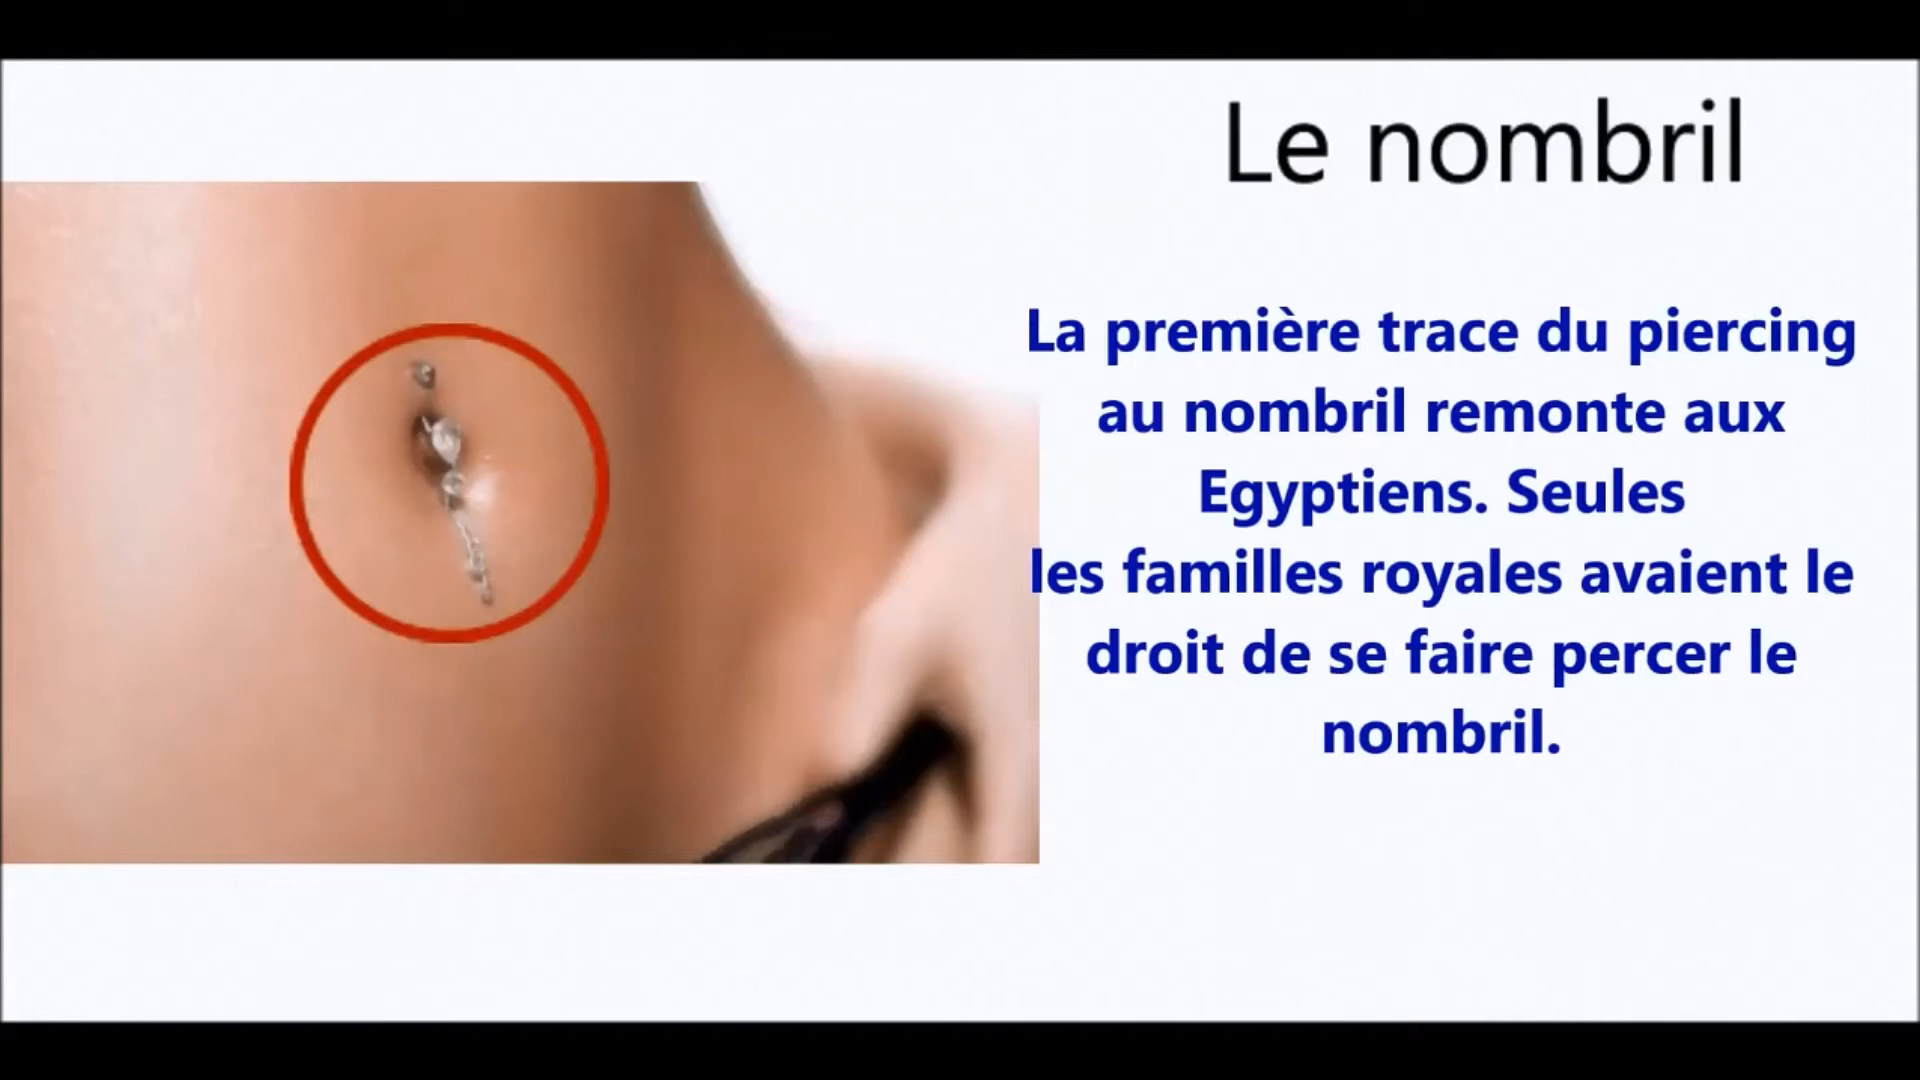 Le nombril
La première trace du piercing
au nombril remonte aux
Egyptiens. Seules
les familles royales avaient le
droit de se faire percer le
nombril.